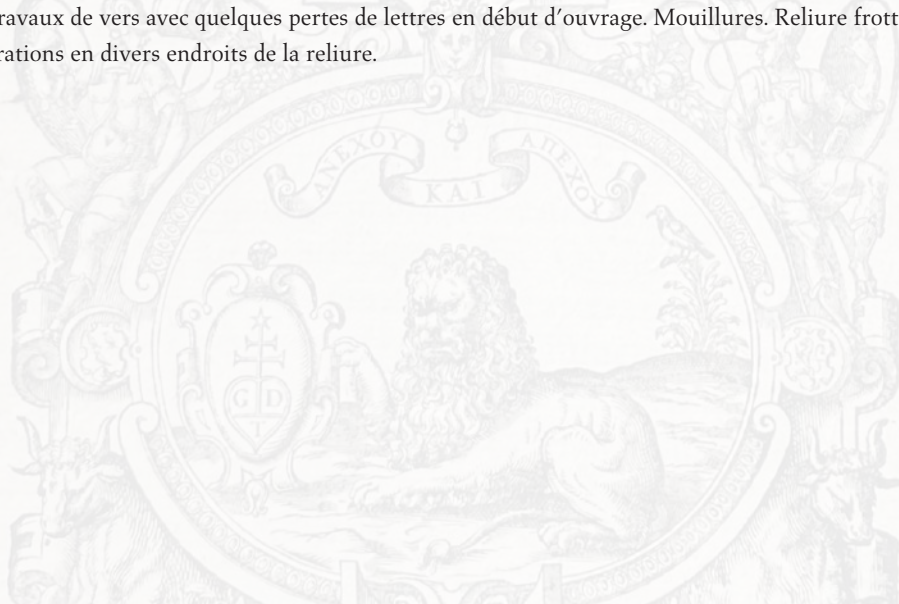 ravaux de vers avec quelques pertes de lettres en début d'ouvrage. Mouillures. Reliure frott
rations en divers endroits de la reliure.
ΑΝΕΧΟΥ
ΚΑΙ
ΑΠΕΧΟΥ
G D
T